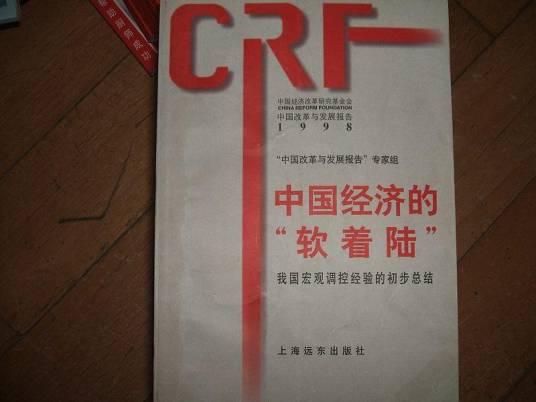 CRF
中国经济改革研究基金会
CHINA REFORM FOUNDATION
中国改革与发展报告
1998
“中国改革与发展报告”专家组
中国经济的
“软着陆”
我国宏观调控经验的初步总结
上海远东出版社